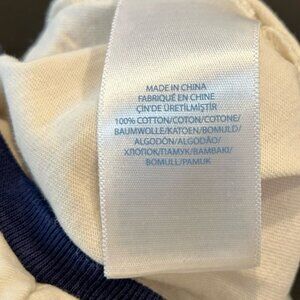 MADE IN CHINA
FABRIQUÉ EN CHINE
ÇİN'DE ÜRETİLMİŞTİR
100% COTTON/COTON/COTONE/
BAUMWOLLE/KATOEN/BOMULD/
ALGODÓN/ALGODÃO/
ХЛОПОК/ПАМУК/ΒΑΜΒΑΚΙ/
BOMULL/PAMUK